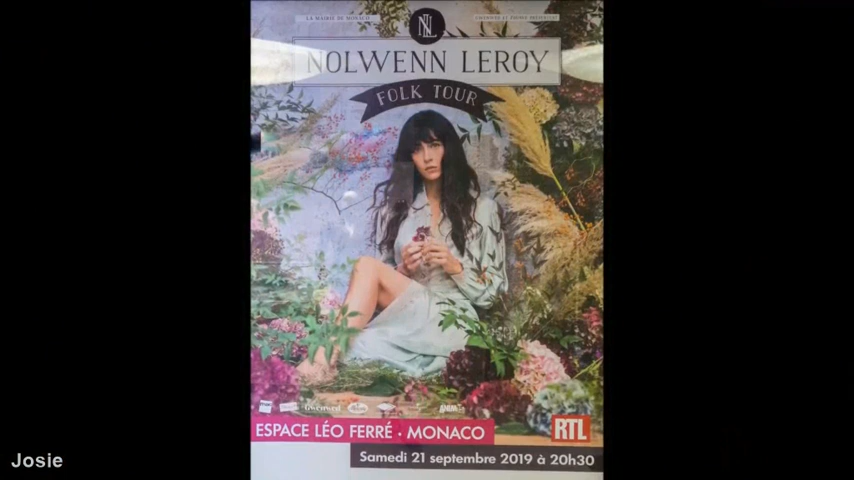 LA MAIRIE DE MONACO
NL
NOLWENN LEROY
FOLK TOUR
ESPACE LÉO FERRÉ · MONACO
RTL
Samedi 21 septembre 2019 à 20h30
Josie